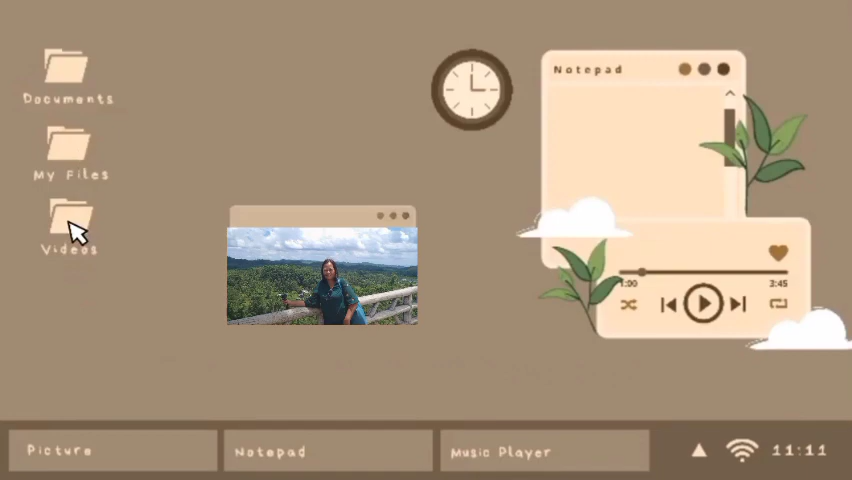 Documents
My Files
Videos
Notepad
1:00
3:45
Picture
Notepad
Music Player
11:11